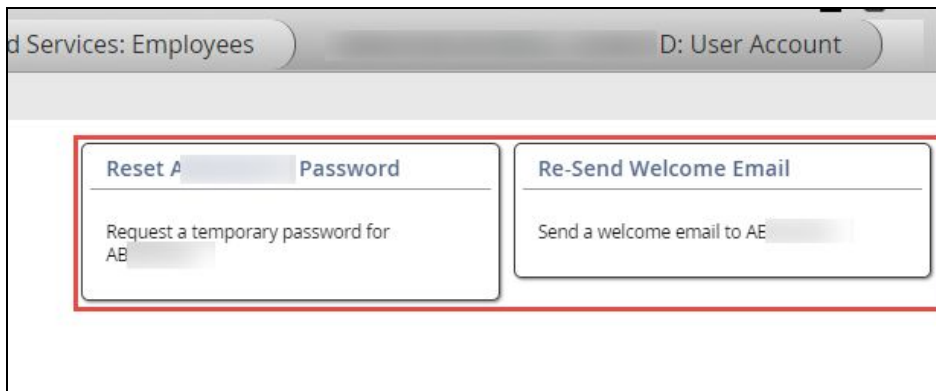 d Services: Employees
D: User Account
Reset A Password
Re-Send Welcome Email
Request a temporary password for
AB
Send a welcome email to AB